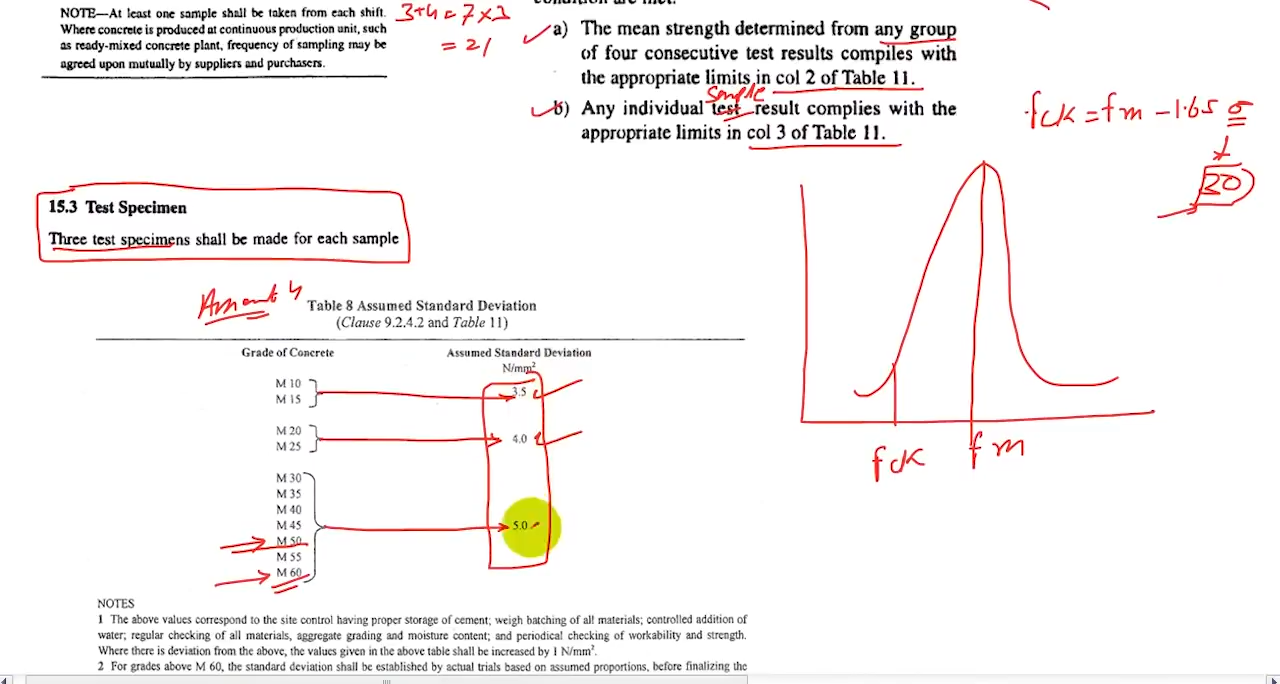 NOTE—At least one sample shall be taken from each shift.
Where concrete is produced at continuous production unit, such
as ready-mixed concrete plant, frequency of sampling may be
agreed upon mutually by suppliers and purchasers.
3+4 = 7 × 3
= 21
condition are met.
a) The mean strength determined from any group
of four consecutive test results compiles with
the appropriate limits in col 2 of Table 11.
sample
b) Any individual test result complies with the
appropriate limits in col 3 of Table 11.
fck = fm - 1.65 σ
30
15.3 Test Specimen
Three test specimens shall be made for each sample
4
Table 8 Assumed Standard Deviation
(Clause 9.2.4.2 and Table 11)
Grade of Concrete Assumed Standard Deviation
N/mm²
M 10
3.5
M 15
M 20
4.0
M 25
M 30
M 35
M 40
M 45
5.0
M 50
M 55
M 60
fck fm
NOTES
1 The above values correspond to the site control having proper storage of cement; weigh batching of all materials; controlled addition of
water; regular checking of all materials, aggregate grading and moisture content; and periodical checking of workability and strength.
Where there is deviation from the above, the values given in the above table shall be increased by 1 N/mm².
2 For grades above M 60, the standard deviation shall be established by actual trials based on assumed proportions, before finalizing the